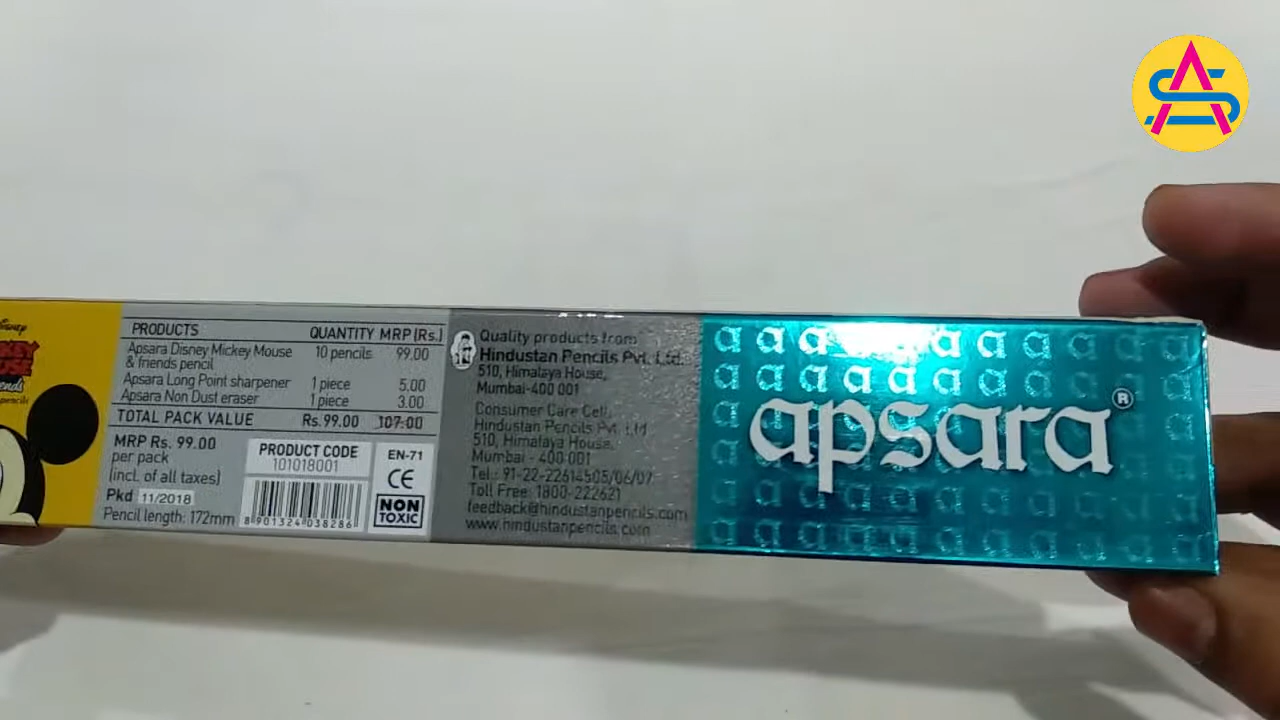 Disney
MOUSE
PRODUCTS QUANTITY MRP (Rs.)
Apsara Disney Mickey Mouse
& friends pencil 10 pencils 99.00
Apsara Long Point sharpener 1 piece 5.00
Apsara Non Dust eraser 1 piece 3.00
TOTAL PACK VALUE Rs.99.00 107.00
MRP Rs. 99.00
per pack
(incl. of all taxes)
Pkd 11/2018
Pencil length: 172mm
PRODUCT CODE
101018001
8 901324 038286
EN-71
CE
NON
TOXIC
Quality products from
Hindustan Pencils Pvt. Ltd.
510, Himalaya House,
Mumbai-400 001
Consumer Care Cell,
Hindustan Pencils Pvt. Ltd
510, Himalaya House,
Mumbai - 400 001
Tel.: 91-22-22614505/06/07
Toll Free: 1800-222621
feedback@hindustanpencils.com
www.hindustanpencils.com
apsara®